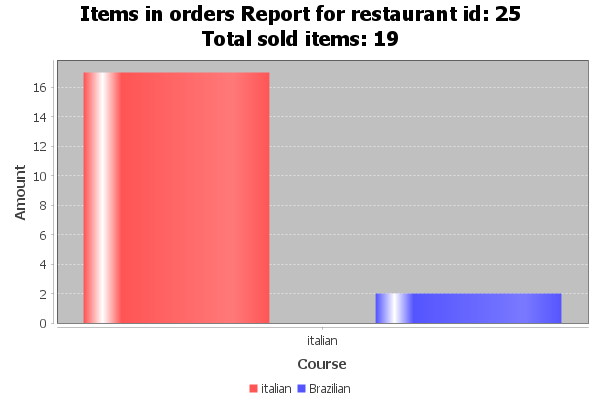 Items in orders Report for restaurant id: 25
Total sold items: 19
16
14
12
10
8
6
4
2
0
Amount
italian
Course
italian Brazilian